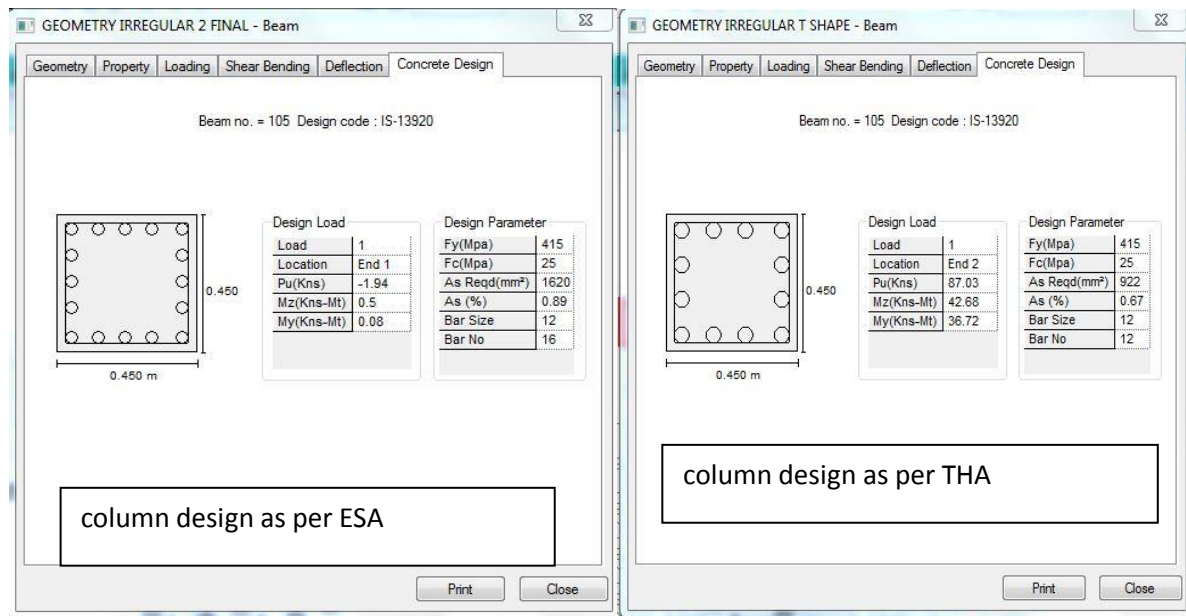 GEOMETRY IRREGULAR 2 FINAL - Beam
Geometry Property Loading Shear Bending Deflection Concrete Design
Beam no. = 105 Design code : IS-13920
0.450
0.450 m
Design Load
Load 1
Location End 1
Pu(Kns) -1.94
Mz(Kns-Mt) 0.5
My(Kns-Mt) 0.08
Design Parameter
Fy(Mpa) 415
Fc(Mpa) 25
As Reqd(mm²) 1620
As (%) 0.89
Bar Size 12
Bar No 16
column design as per ESA
Print Close
GEOMETRY IRREGULAR T SHAPE - Beam
Geometry Property Loading Shear Bending Deflection Concrete Design
Beam no. = 105 Design code : IS-13920
0.450
0.450 m
Design Load
Load 1
Location End 2
Pu(Kns) 87.03
Mz(Kns-Mt) 42.68
My(Kns-Mt) 36.72
Design Parameter
Fy(Mpa) 415
Fc(Mpa) 25
As Reqd(mm²) 922
As (%) 0.67
Bar Size 12
Bar No 12
column design as per THA
Print Close